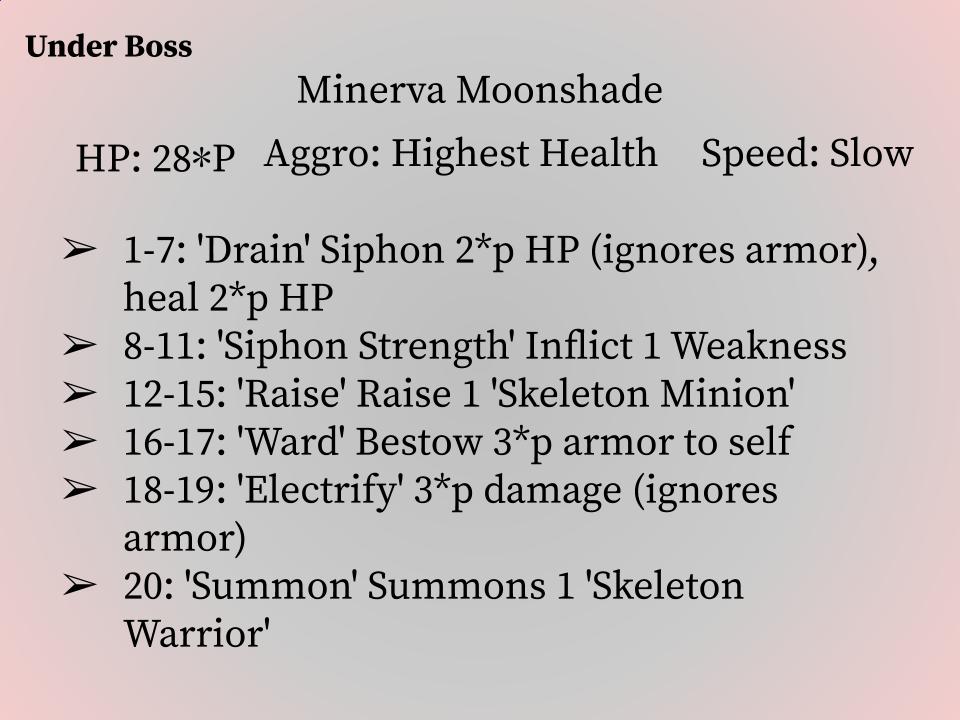 Under Boss
Minerva Moonshade
HP: 28*P Aggro: Highest Health Speed: Slow
➢ 1-7: 'Drain' Siphon 2*p HP (ignores armor),
heal 2*p HP
➢ 8-11: 'Siphon Strength' Inflict 1 Weakness
➢ 12-15: 'Raise' Raise 1 'Skeleton Minion'
➢ 16-17: 'Ward' Bestow 3*p armor to self
➢ 18-19: 'Electrify' 3*p damage (ignores
armor)
➢ 20: 'Summon' Summons 1 'Skeleton
Warrior'